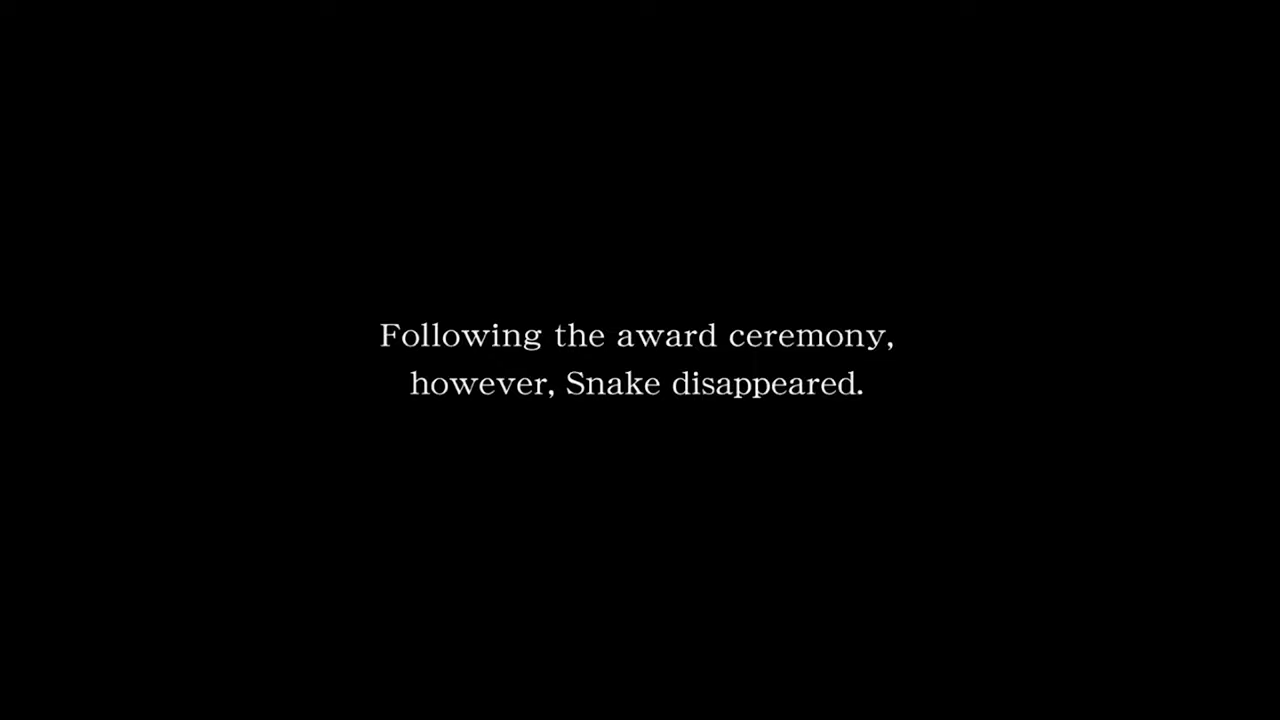 Following the award ceremony,
however, Snake disappeared.